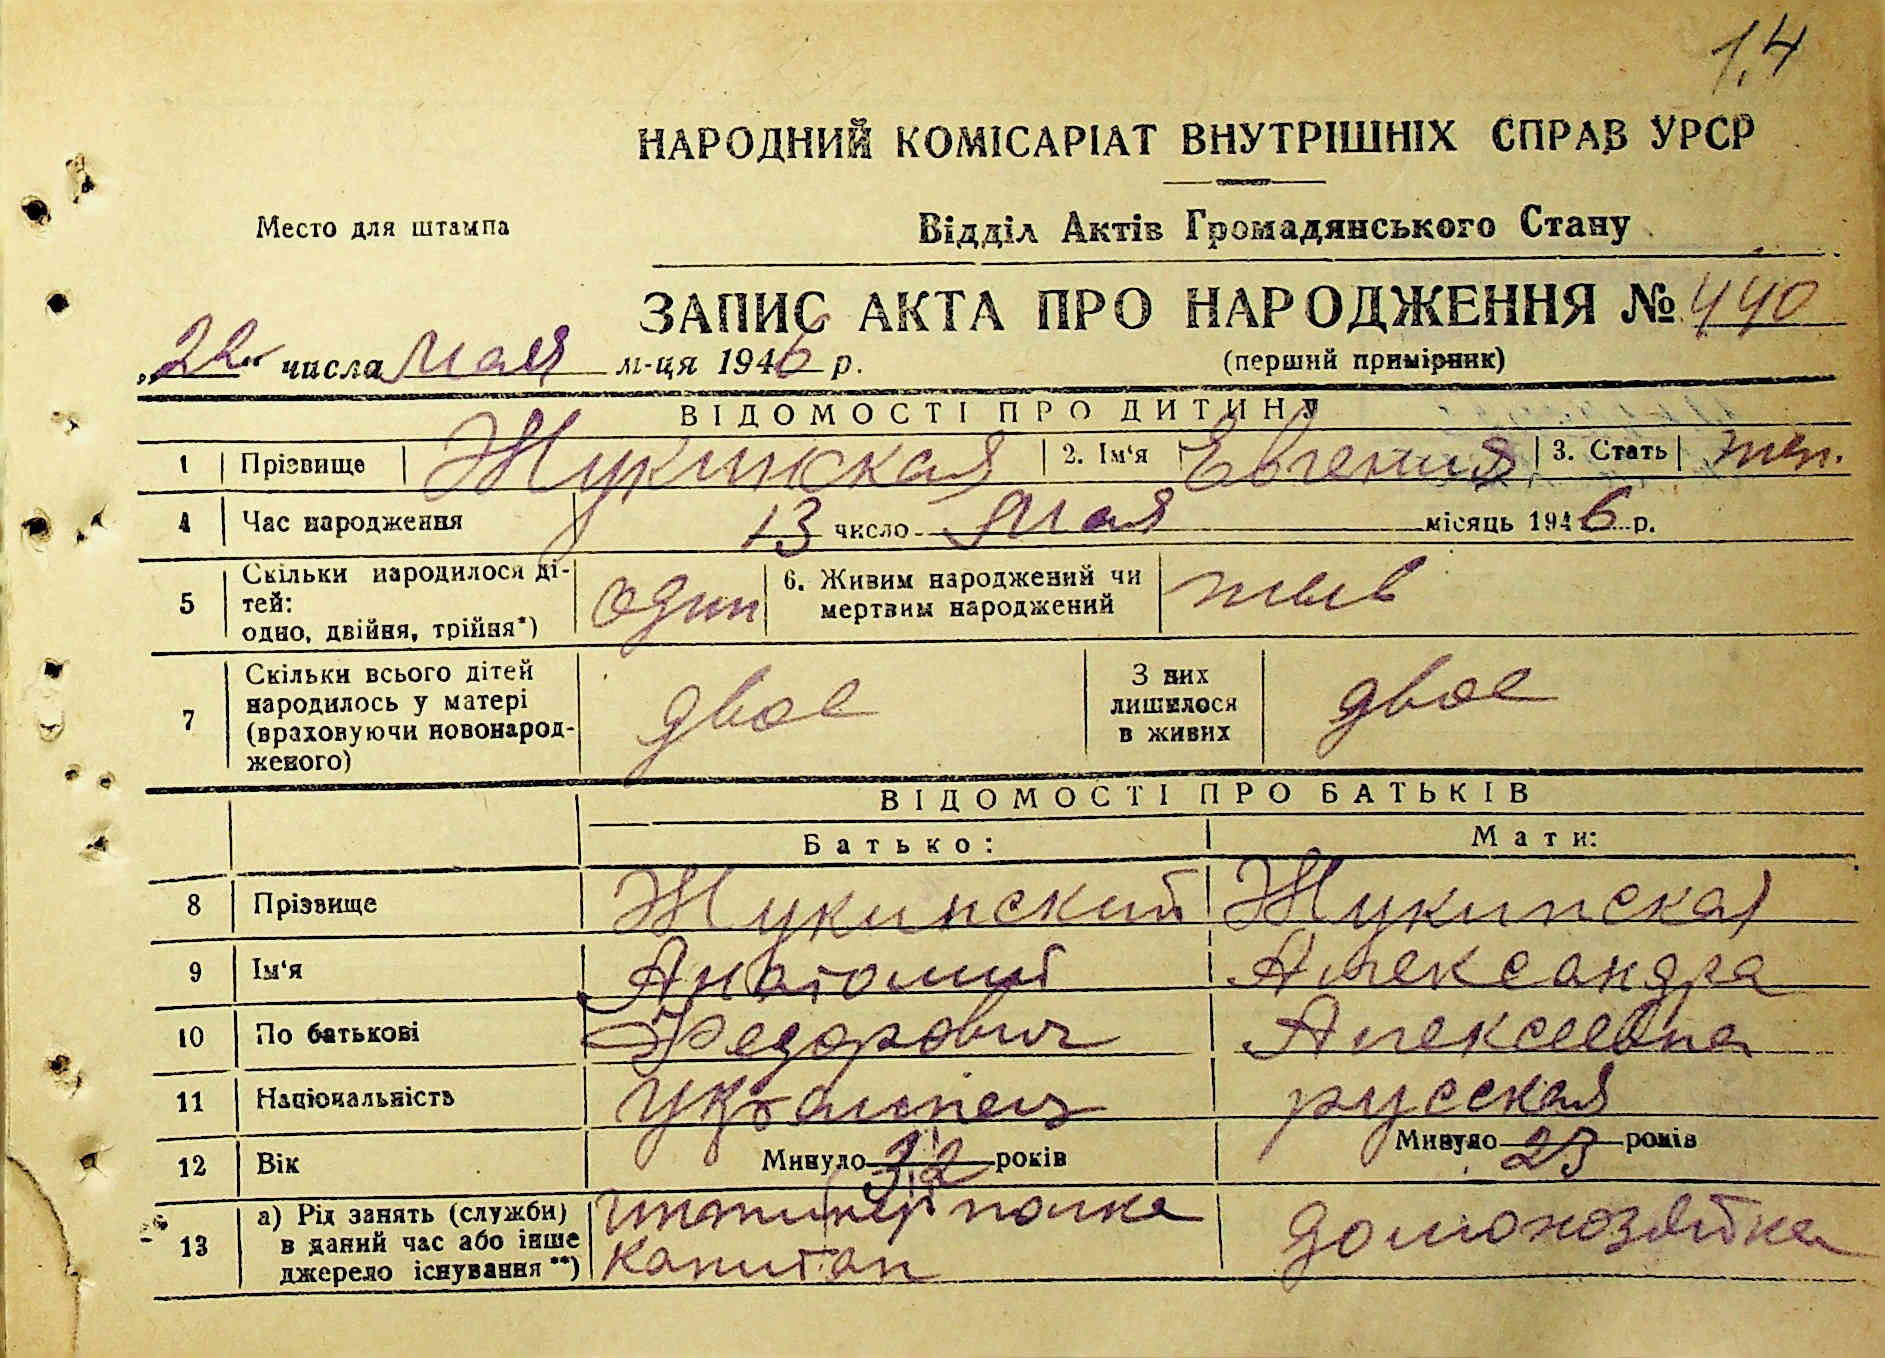 14
НАРОДНИЙ КОМІСАРІАТ ВНУТРІШНІХ СПРАВ УРСР
Место для штампа
Відділ Актів Громадянського Стану
ЗАПИС АКТА ПРО НАРОДЖЕННЯ № 440
„22“ числа мая м-ця 1946 р.
(перший примірник)
ВІДОМОСТІ ПРО ДИТИНУ
1 Прізвище Жукинская 2. Ім‘я Евгения 3. Стать жен.
4 Час народження 13 число мая місяць 1946 р.
5 Скільки народилося ді-
тей:
одно, двійня, трійня*) один 6. Живим народжений чи
мертвим народжений жив
7 Скільки всього дітей
народилось у матері
(враховуючи новонарод-
женого) двое З них
лишилося
в живих двое
ВІДОМОСТІ ПРО БАТЬКІВ
Батько: Мати:
8 Прізвище Жукинский Жукинская
9 Ім‘я Анатолий Александра
10 По батькові Федорович Алексеевна
11 Національність украинец русская
12 Вік Минуло 32 років Минуло 23 років
13 а) Рід занять (служби)
в даний час або інше
джерело існування**) инженер полка
капитан домохозяйка